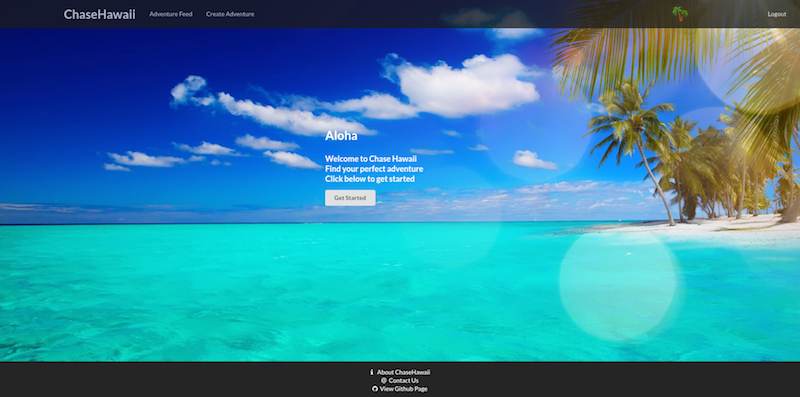 ChaseHawaii
Adventure Feed
Create Adventure
Logout
Aloha
Welcome to Chase Hawaii
Find your perfect adventure
Click below to get started
Get Started
About ChaseHawaii
Contact Us
View Github Page